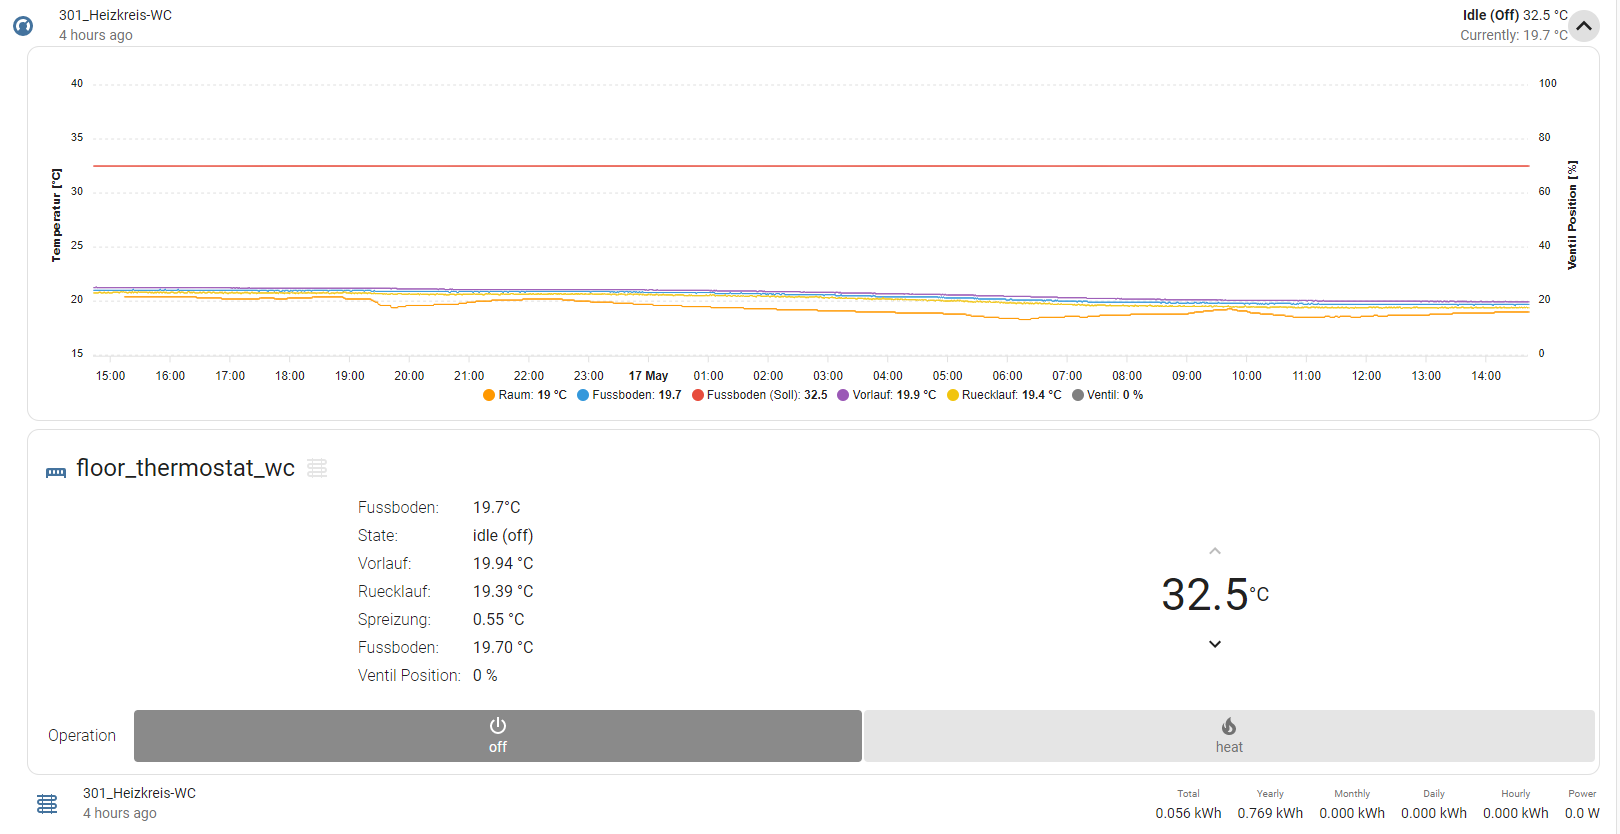 301_Heizkreis-WC
4 hours ago
Idle (Off) 32.5 °C
Currently: 19.7 °C
40
35
30
25
20
15
Temperatur [°C]
100
80
60
40
20
0
Ventil Position [%]
15:00 16:00 17:00 18:00 19:00 20:00 21:00 22:00 23:00 17 May 01:00 02:00 03:00 04:00 05:00 06:00 07:00 08:00 09:00 10:00 11:00 12:00 13:00 14:00
Raum: 19 °C Fussboden: 19.7 Fussboden (Soll): 32.5 Vorlauf: 19.9 °C Ruecklauf: 19.4 °C Ventil: 0 %
floor_thermostat_wc
Fussboden: 19.7°C
State: idle (off)
Vorlauf: 19.94 °C
Ruecklauf: 19.39 °C
Spreizung: 0.55 °C
Fussboden: 19.70 °C
Ventil Position: 0 %
32.5°C
Operation
off
heat
301_Heizkreis-WC
4 hours ago
Total Yearly Monthly Daily Hourly Power
0.056 kWh 0.769 kWh 0.000 kWh 0.000 kWh 0.000 kWh 0.0 W